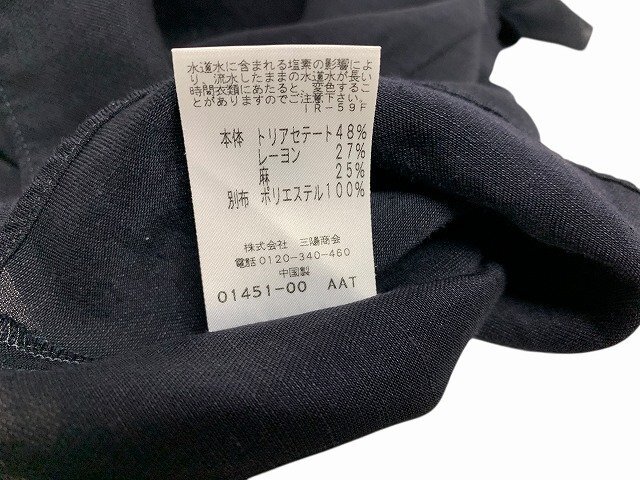 水道水に含まれる塩素の影響によ
り、流水したままの水道水が長い
時間衣類にあたると、変色するこ
とがありますのでご注意下さい。
IR-59F
本体 トリアセテート48%
レーヨン 27%
麻 25%
別布 ポリエステル100%
株式会社 三陽商会
電話0120-340-460
中国製
01451-00 AAT